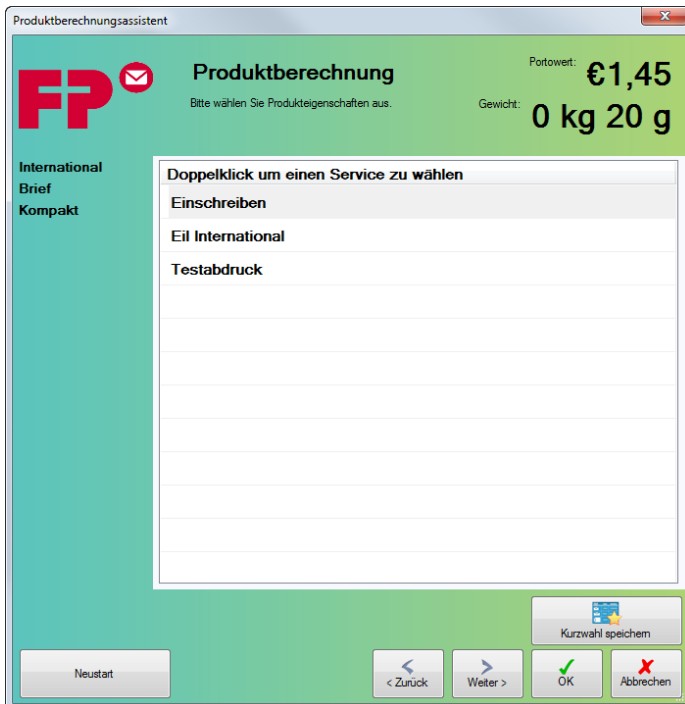 Produktberechnungsassistent
FP
Produktberechnung
Bitte wählen Sie Produkteigenschaften aus.
Portowert: €1,45
Gewicht: 0 kg 20 g
International
Brief
Kompakt
Doppelklick um einen Service zu wählen
Einschreiben
Eil International
Testabdruck
Kurzwahl speichern
Neustart
< Zurück
Weiter >
OK
Abbrechen